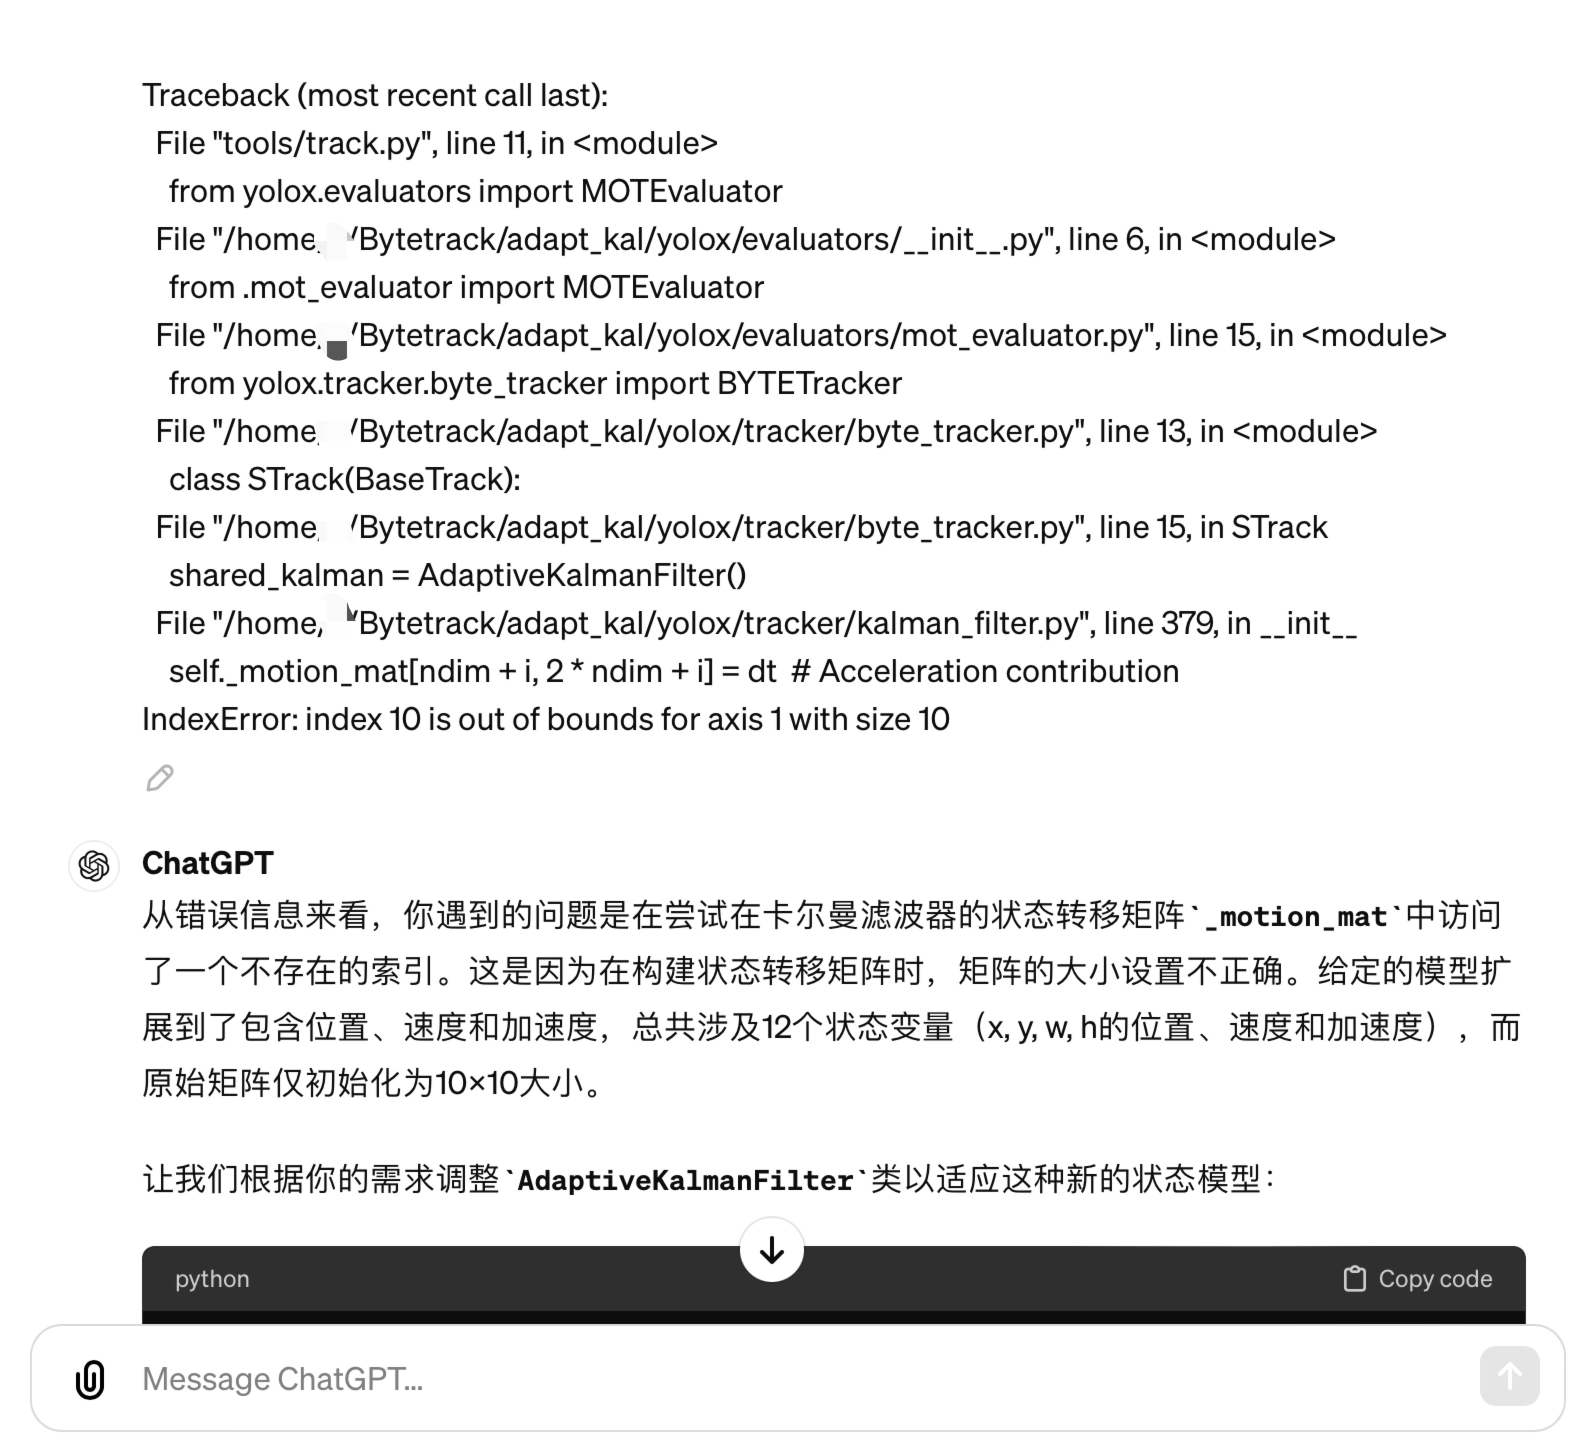 Traceback (most recent call last):
File "tools/track.py", line 11, in <module>
from yolox.evaluators import MOTEvaluator
File "/home/ /Bytetrack/adapt_kal/yolox/evaluators/__init__.py", line 6, in <module>
from .mot_evaluator import MOTEvaluator
File "/home/ /Bytetrack/adapt_kal/yolox/evaluators/mot_evaluator.py", line 15, in <module>
from yolox.tracker.byte_tracker import BYTETracker
File "/home/ /Bytetrack/adapt_kal/yolox/tracker/byte_tracker.py", line 13, in <module>
class STrack(BaseTrack):
File "/home/ /Bytetrack/adapt_kal/yolox/tracker/byte_tracker.py", line 15, in STrack
shared_kalman = AdaptiveKalmanFilter()
File "/home/ /Bytetrack/adapt_kal/yolox/tracker/kalman_filter.py", line 379, in __init__
self._motion_mat[ndim + i, 2 * ndim + i] = dt  # Acceleration contribution
IndexError: index 10 is out of bounds for axis 1 with size 10
ChatGPT
从错误信息来看，你遇到的问题是在尝试在卡尔曼滤波器的状态转移矩阵`_motion_mat`中访问
了一个不存在的索引。这是因为在构建状态转移矩阵时，矩阵的大小设置不正确。给定的模型扩
展到了包含位置、速度和加速度，总共涉及12个状态变量（x, y, w, h的位置、速度和加速度），而
原始矩阵仅初始化为10×10大小。
让我们根据你的需求调整`AdaptiveKalmanFilter`类以适应这种新的状态模型：
python
Copy code
Message ChatGPT...